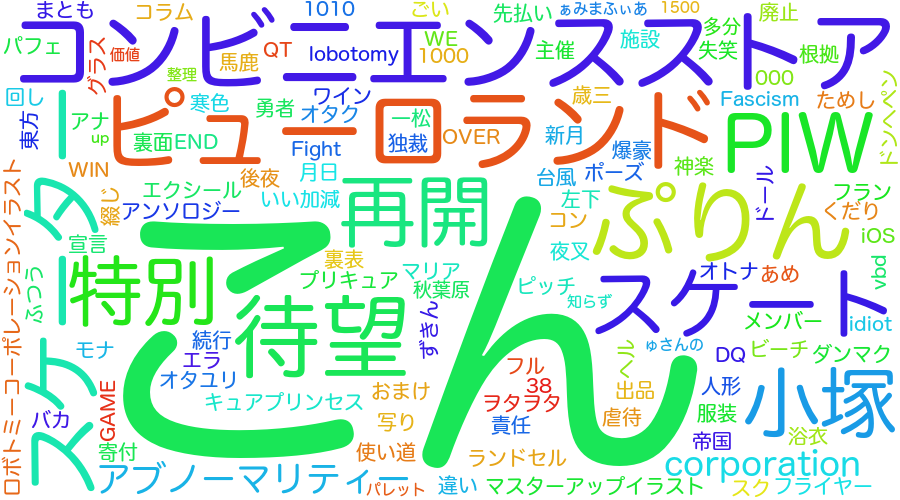 まとも
コラム
1010
ごい
先払い
ぁみまふぃあ
1500
廃止
コンビニエンスストア
パフェ
グラス
価値
馬鹿
QT
lobotomy
WE
1000
主催
施設
多分
失笑
根拠
整理
000
回し
東方
アナ
up
ピューロランド
寒色
勇者
ワイン
オタク
一松
独裁
OVER
歳三
新月
Fascism
ためし
ドンペン
裏面END
Fight
爆豪
神楽
PIW
WIN
後夜
月日
台風
ポーズ
エクシール
いい加減
左下
ドール
フラン
綴じ
アンソロジー
再開
ぷりん
コン
くだり
スケーター
宣言
裏表
夜叉
iOS
ロボトミーコーポレーションイラスト
ふつう
特別
こん
プリキュア
マリア
秋葉原
ピッチ
知らず
オトナ
あめ
vbd
待望
スケート
続行
ずきん
メンバー
idiot
モナ
エラ
ゅさんの
オタユリ
フル
ヘル
DQ
ビーチ
ダンマク
GAME
キュアプリンセス
おまけ
38
出品
人形
小塚
バカ
写り
ヲタヲタ
虐待
服装
責任
帝国
浴衣
寄付
使い道
ランドセル
corporation
アブノーマリティー
パレット
違い
マスターアップイラスト
スク
フライヤー